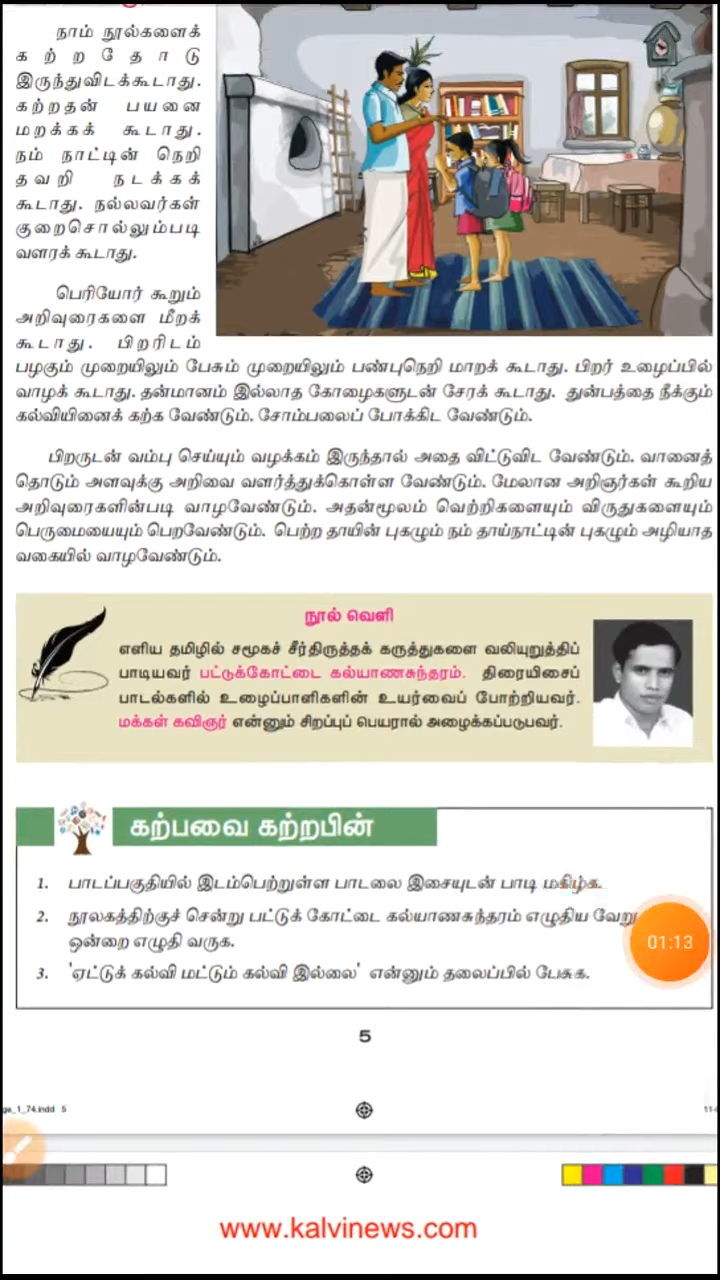 நாம் நூல்களைக்
கற்றதோடு
இருந்துவிடக்கூடாது.
கற்றதன் பயனை
மறக்கக் கூடாது.
நம் நாட்டின் நெறி
தவறி நடக்கக்
கூடாது. நல்லவர்கள்
குறைசொல்லும்படி
வளரக் கூடாது.
பெரியோர் கூறும்
அறிவுரைகளை மீறக்
கூடாது. பிறரிடம்
பழகும் முறையிலும் பேசும் முறையிலும் பண்புநெறி மாறக் கூடாது. பிறர் உழைப்பில்
வாழக் கூடாது. தன்மானம் இல்லாத கோழைகளுடன் சேரக் கூடாது. துன்பத்தை நீக்கும்
கல்வியினைக் கற்க வேண்டும். சோம்பலைப் போக்கிட வேண்டும்.
பிறருடன் வம்பு செய்யும் வழக்கம் இருந்தால் அதை விட்டுவிட வேண்டும். வானைத்
தொடும் அளவுக்கு அறிவை வளர்த்துக்கொள்ள வேண்டும். மேலான அறிஞர்கள் கூறிய
அறிவுரைகளின்படி வாழவேண்டும். அதன்மூலம் வெற்றிகளையும் விருதுகளையும்
பெருமையையும் பெறவேண்டும். பெற்ற தாயின் புகழும் நம் தாய்நாட்டின் புகழும் அழியாத
வகையில் வாழவேண்டும்.
நூல் வெளி
எளிய தமிழில் சமூகச் சீர்திருத்தக் கருத்துகளை வலியுறுத்திப்
பாடியவர் பட்டுக்கோட்டை கல்யாணசுந்தரம். திரையிசைப்
பாடல்களில் உழைப்பாளிகளின் உயர்வைப் போற்றியவர்.
மக்கள் கவிஞர் என்னும் சிறப்புப் பெயரால் அழைக்கப்படுபவர்.
கற்பவை கற்றபின்
1. பாடப்பகுதியில் இடம்பெற்றுள்ள பாடலை இசையுடன் பாடி மகிழ்க.
2. நூலகத்திற்குச் சென்று பட்டுக் கோட்டை கல்யாணசுந்தரம் எழுதிய வேறு
ஒன்றை எழுதி வருக.
01:13
3. 'ஏட்டுக் கல்வி மட்டும் கல்வி இல்லை' என்னும் தலைப்பில் பேசுக.
5
ge_1_74.indd 5
11-
www.kalvinews.com